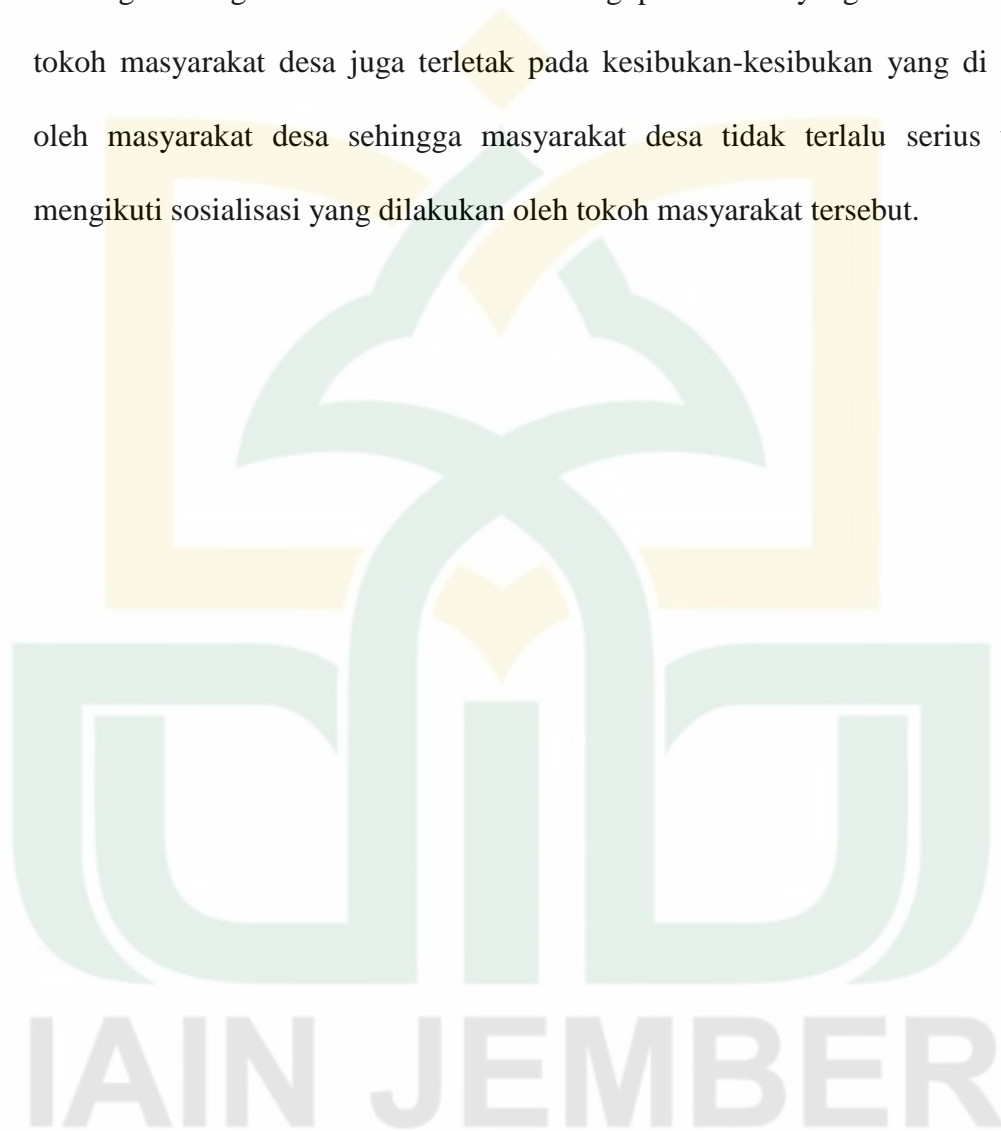 tokoh masyarakat desa juga terletak pada kesibukan-kesibukan yang di
oleh masyarakat desa sehingga masyarakat desa tidak terlalu serius
mengikuti sosialisasi yang dilakukan oleh tokoh masyarakat tersebut.
IAIN JEMBER